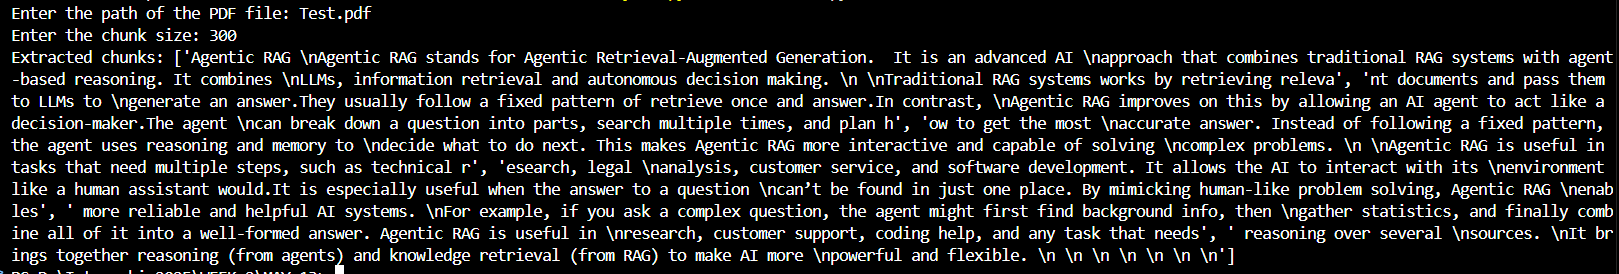 Enter the path of the PDF file: Test.pdf
Enter the chunk size: 300
Extracted chunks: ['Agentic RAG \nAgentic RAG stands for Agentic Retrieval-Augmented Generation.  It is an advanced AI \napproach that combines traditional RAG systems with agent
-based reasoning. It combines \nLLMs, information retrieval and autonomous decision making. \n \nTraditional RAG systems works by retrieving releva', 'nt documents and pass them
to LLMs to \ngenerate an answer.They usually follow a fixed pattern of retrieve once and answer.In contrast, \nAgentic RAG improves on this by allowing an AI agent to act like a
decision-maker.The agent \ncan break down a question into parts, search multiple times, and plan h', 'ow to get the most \naccurate answer. Instead of following a fixed pattern,
the agent uses reasoning and memory to \ndecide what to do next. This makes Agentic RAG more interactive and capable of solving \ncomplex problems. \n \nAgentic RAG is useful in
tasks that need multiple steps, such as technical r', 'esearch, legal \nanalysis, customer service, and software development. It allows the AI to interact with its \nenvironment
like a human assistant would.It is especially useful when the answer to a question \ncan’t be found in just one place. By mimicking human-like problem solving, Agentic RAG \nenab
les', ' more reliable and helpful AI systems. \nFor example, if you ask a complex question, the agent might first find background info, then \ngather statistics, and finally comb
ine all of it into a well-formed answer. Agentic RAG is useful in \nresearch, customer support, coding help, and any task that needs', ' reasoning over several \nsources. \nIt br
ings together reasoning (from agents) and knowledge retrieval (from RAG) to make AI more \npowerful and flexible. \n \n \n \n \n \n \n']